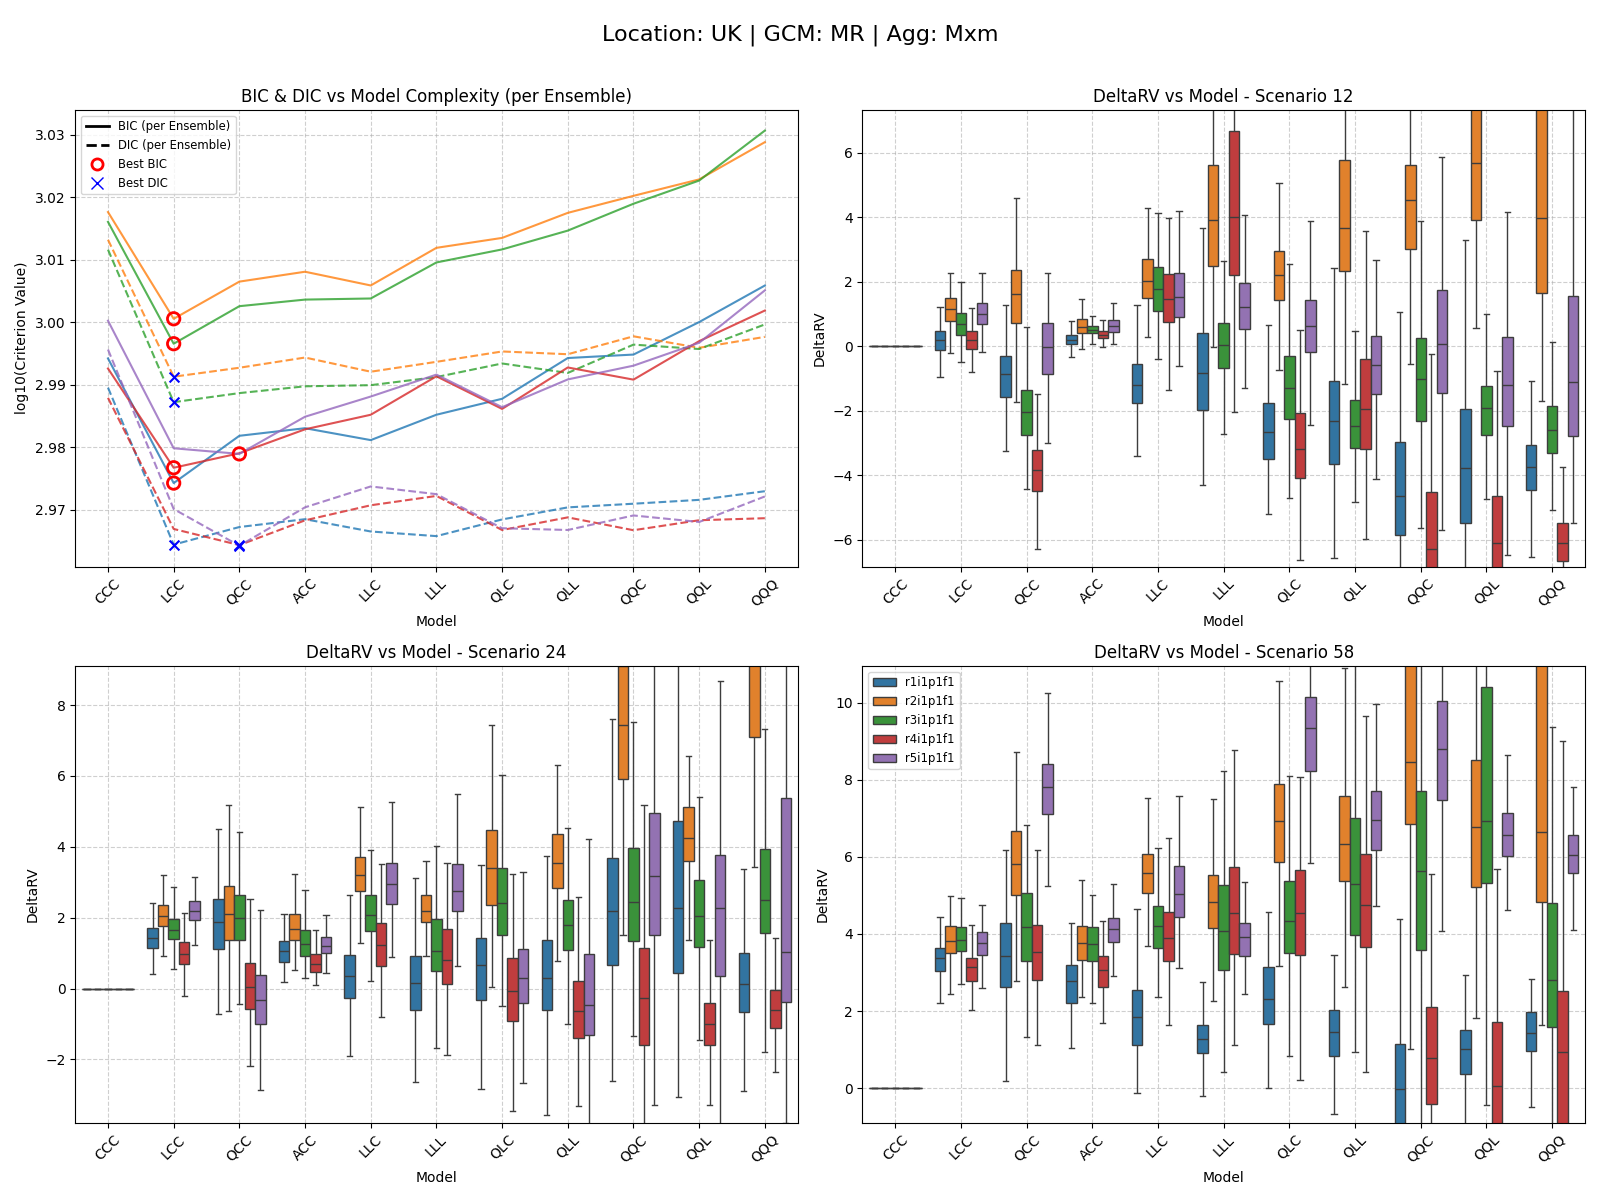 Location: UK | GCM: MR | Agg: Mxm
BIC & DIC vs Model Complexity (per Ensemble)
log10(Criterion Value)
3.03
3.02
3.01
3.00
2.99
2.98
2.97
BIC (per Ensemble)
DIC (per Ensemble)
Best BIC
Best DIC
CCC
LCC
QCC
ACC
LLC
LLL
QLC
QLL
QQC
QQL
QQQ
Model
DeltaRV vs Model - Scenario 12
DeltaRV
6
4
2
0
−2
−4
−6
CCC
LCC
QCC
ACC
LLC
LLL
QLC
QLL
QQC
QQL
QQQ
Model
DeltaRV vs Model - Scenario 24
DeltaRV
8
6
4
2
0
−2
CCC
LCC
QCC
ACC
LLC
LLL
QLC
QLL
QQC
QQL
QQQ
Model
DeltaRV vs Model - Scenario 58
DeltaRV
10
8
6
4
2
0
r1i1p1f1
r2i1p1f1
r3i1p1f1
r4i1p1f1
r5i1p1f1
CCC
LCC
QCC
ACC
LLC
LLL
QLC
QLL
QQC
QQL
QQQ
Model